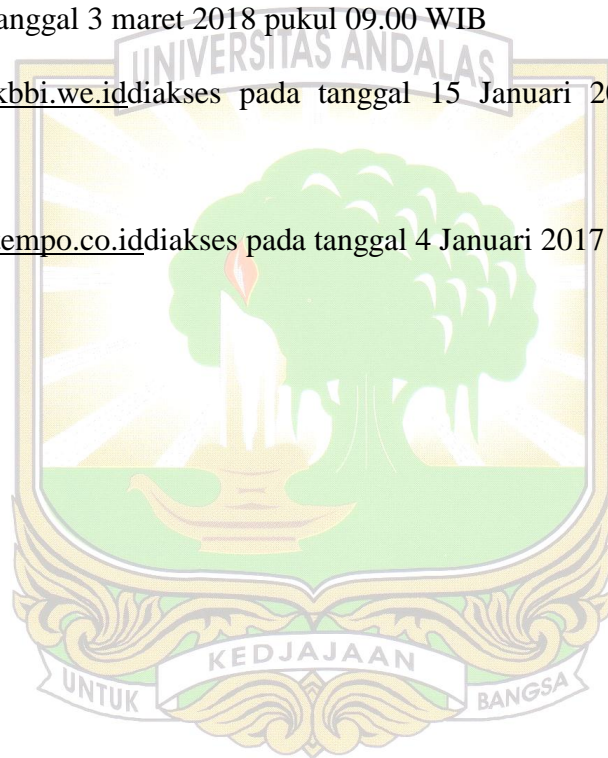 anggal 3 maret 2018 pukul 09.00 WIB
UNIVERSITAS ANDALAS
kbbi.we.iddiakses pada tanggal 15 Januari 20
empo.co.iddiakses pada tanggal 4 Januari 2017
KEDJAJAAN
UNTUK BANGSA